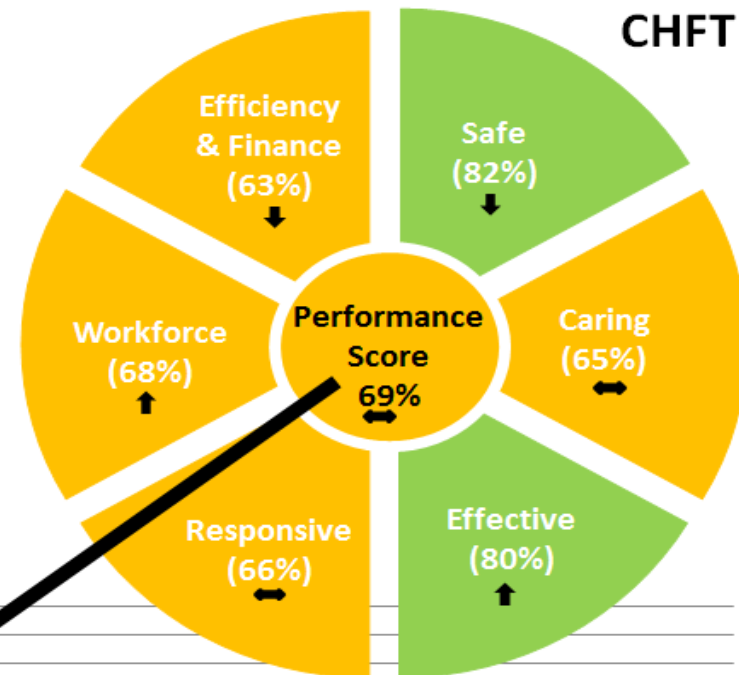 CHFT
Efficiency
& Finance
(63%)
Safe
(82%)
Workforce
(68%)
Performance
Score
69%
Caring
(65%)
Responsive
(66%)
Effective
(80%)